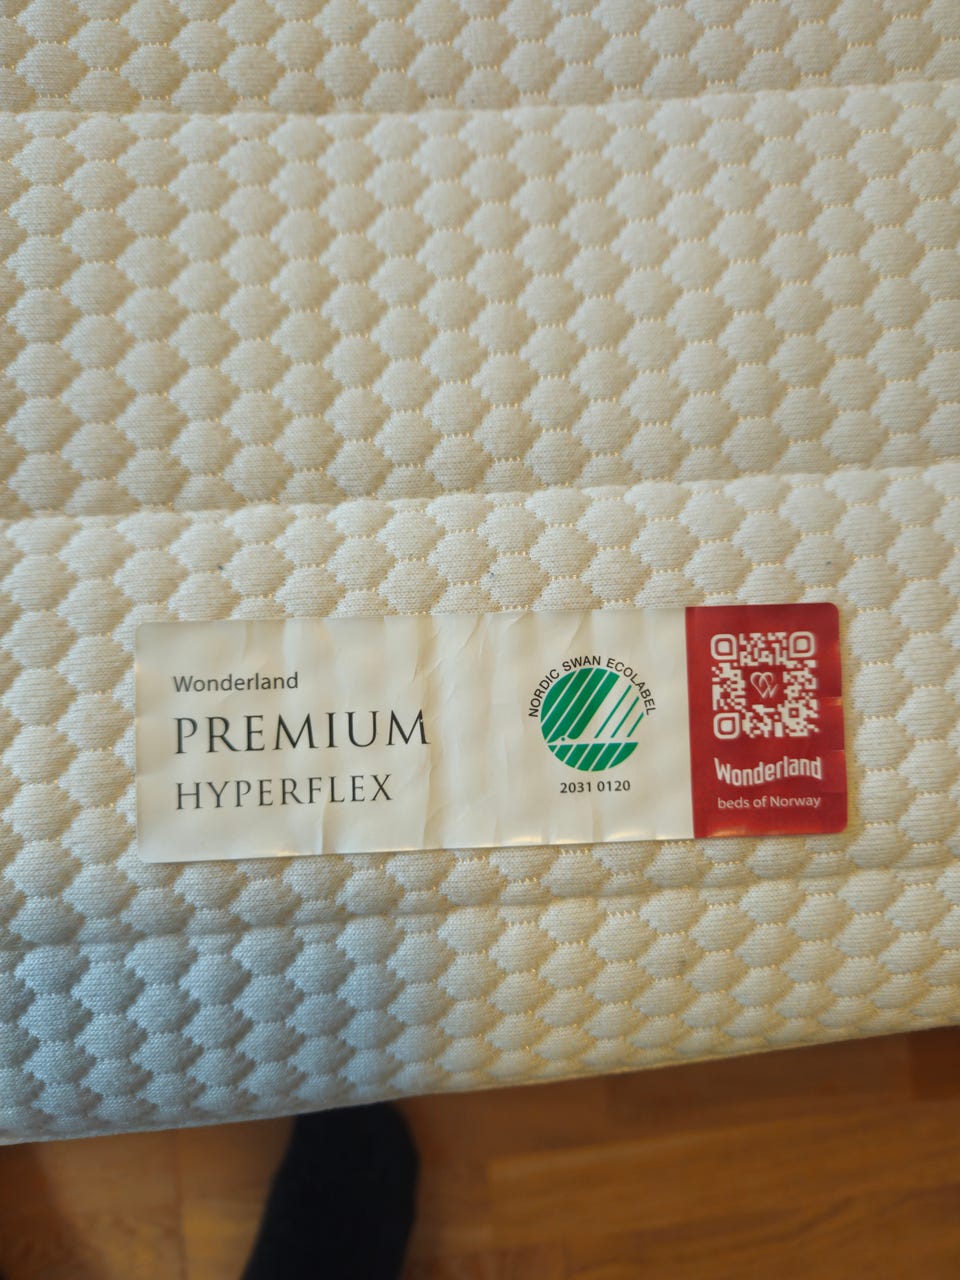 Wonderland
PREMIUM
HYPERFLEX
NORDIC SWAN ECOLABEL
2031 0120
Wonderland
beds of Norway